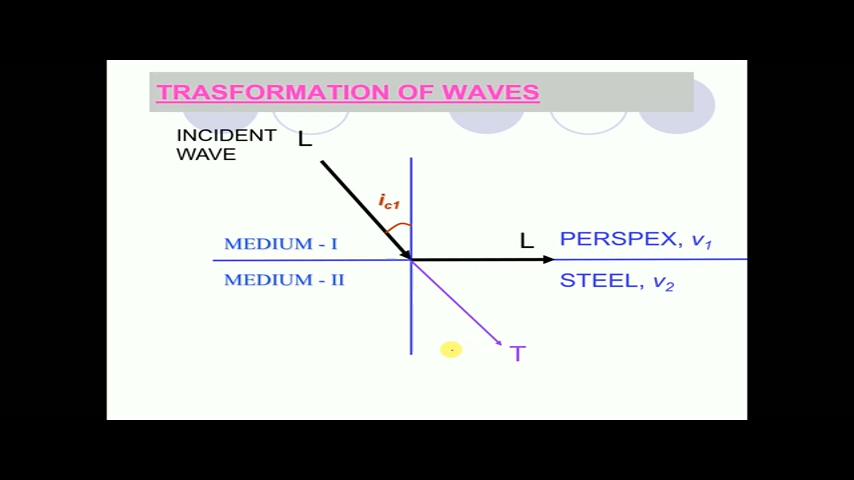 TRASFORMATION OF WAVES
INCIDENT L
WAVE
ic1
MEDIUM - I
L
PERSPEX, v1
MEDIUM - II
STEEL, v2
T